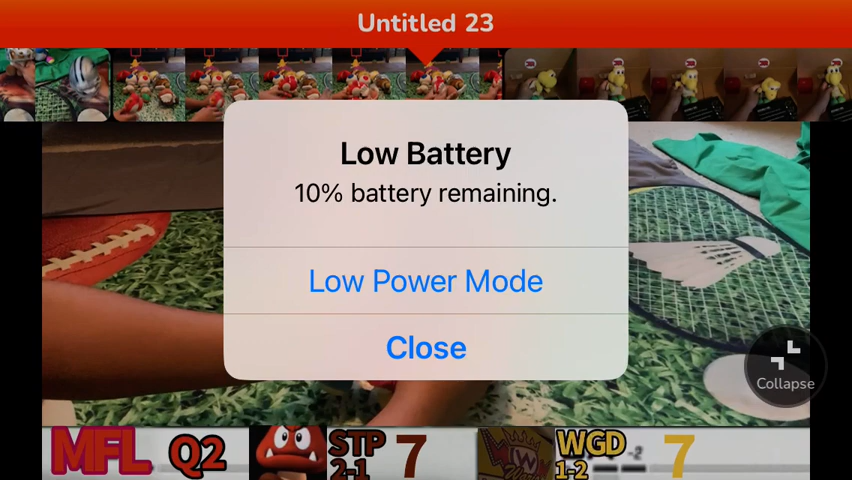 Untitled 23
Low Battery
10% battery remaining.
Low Power Mode
Close
Collapse
MFL Q2 STP 7 WGD -2 7
2-1 1-2